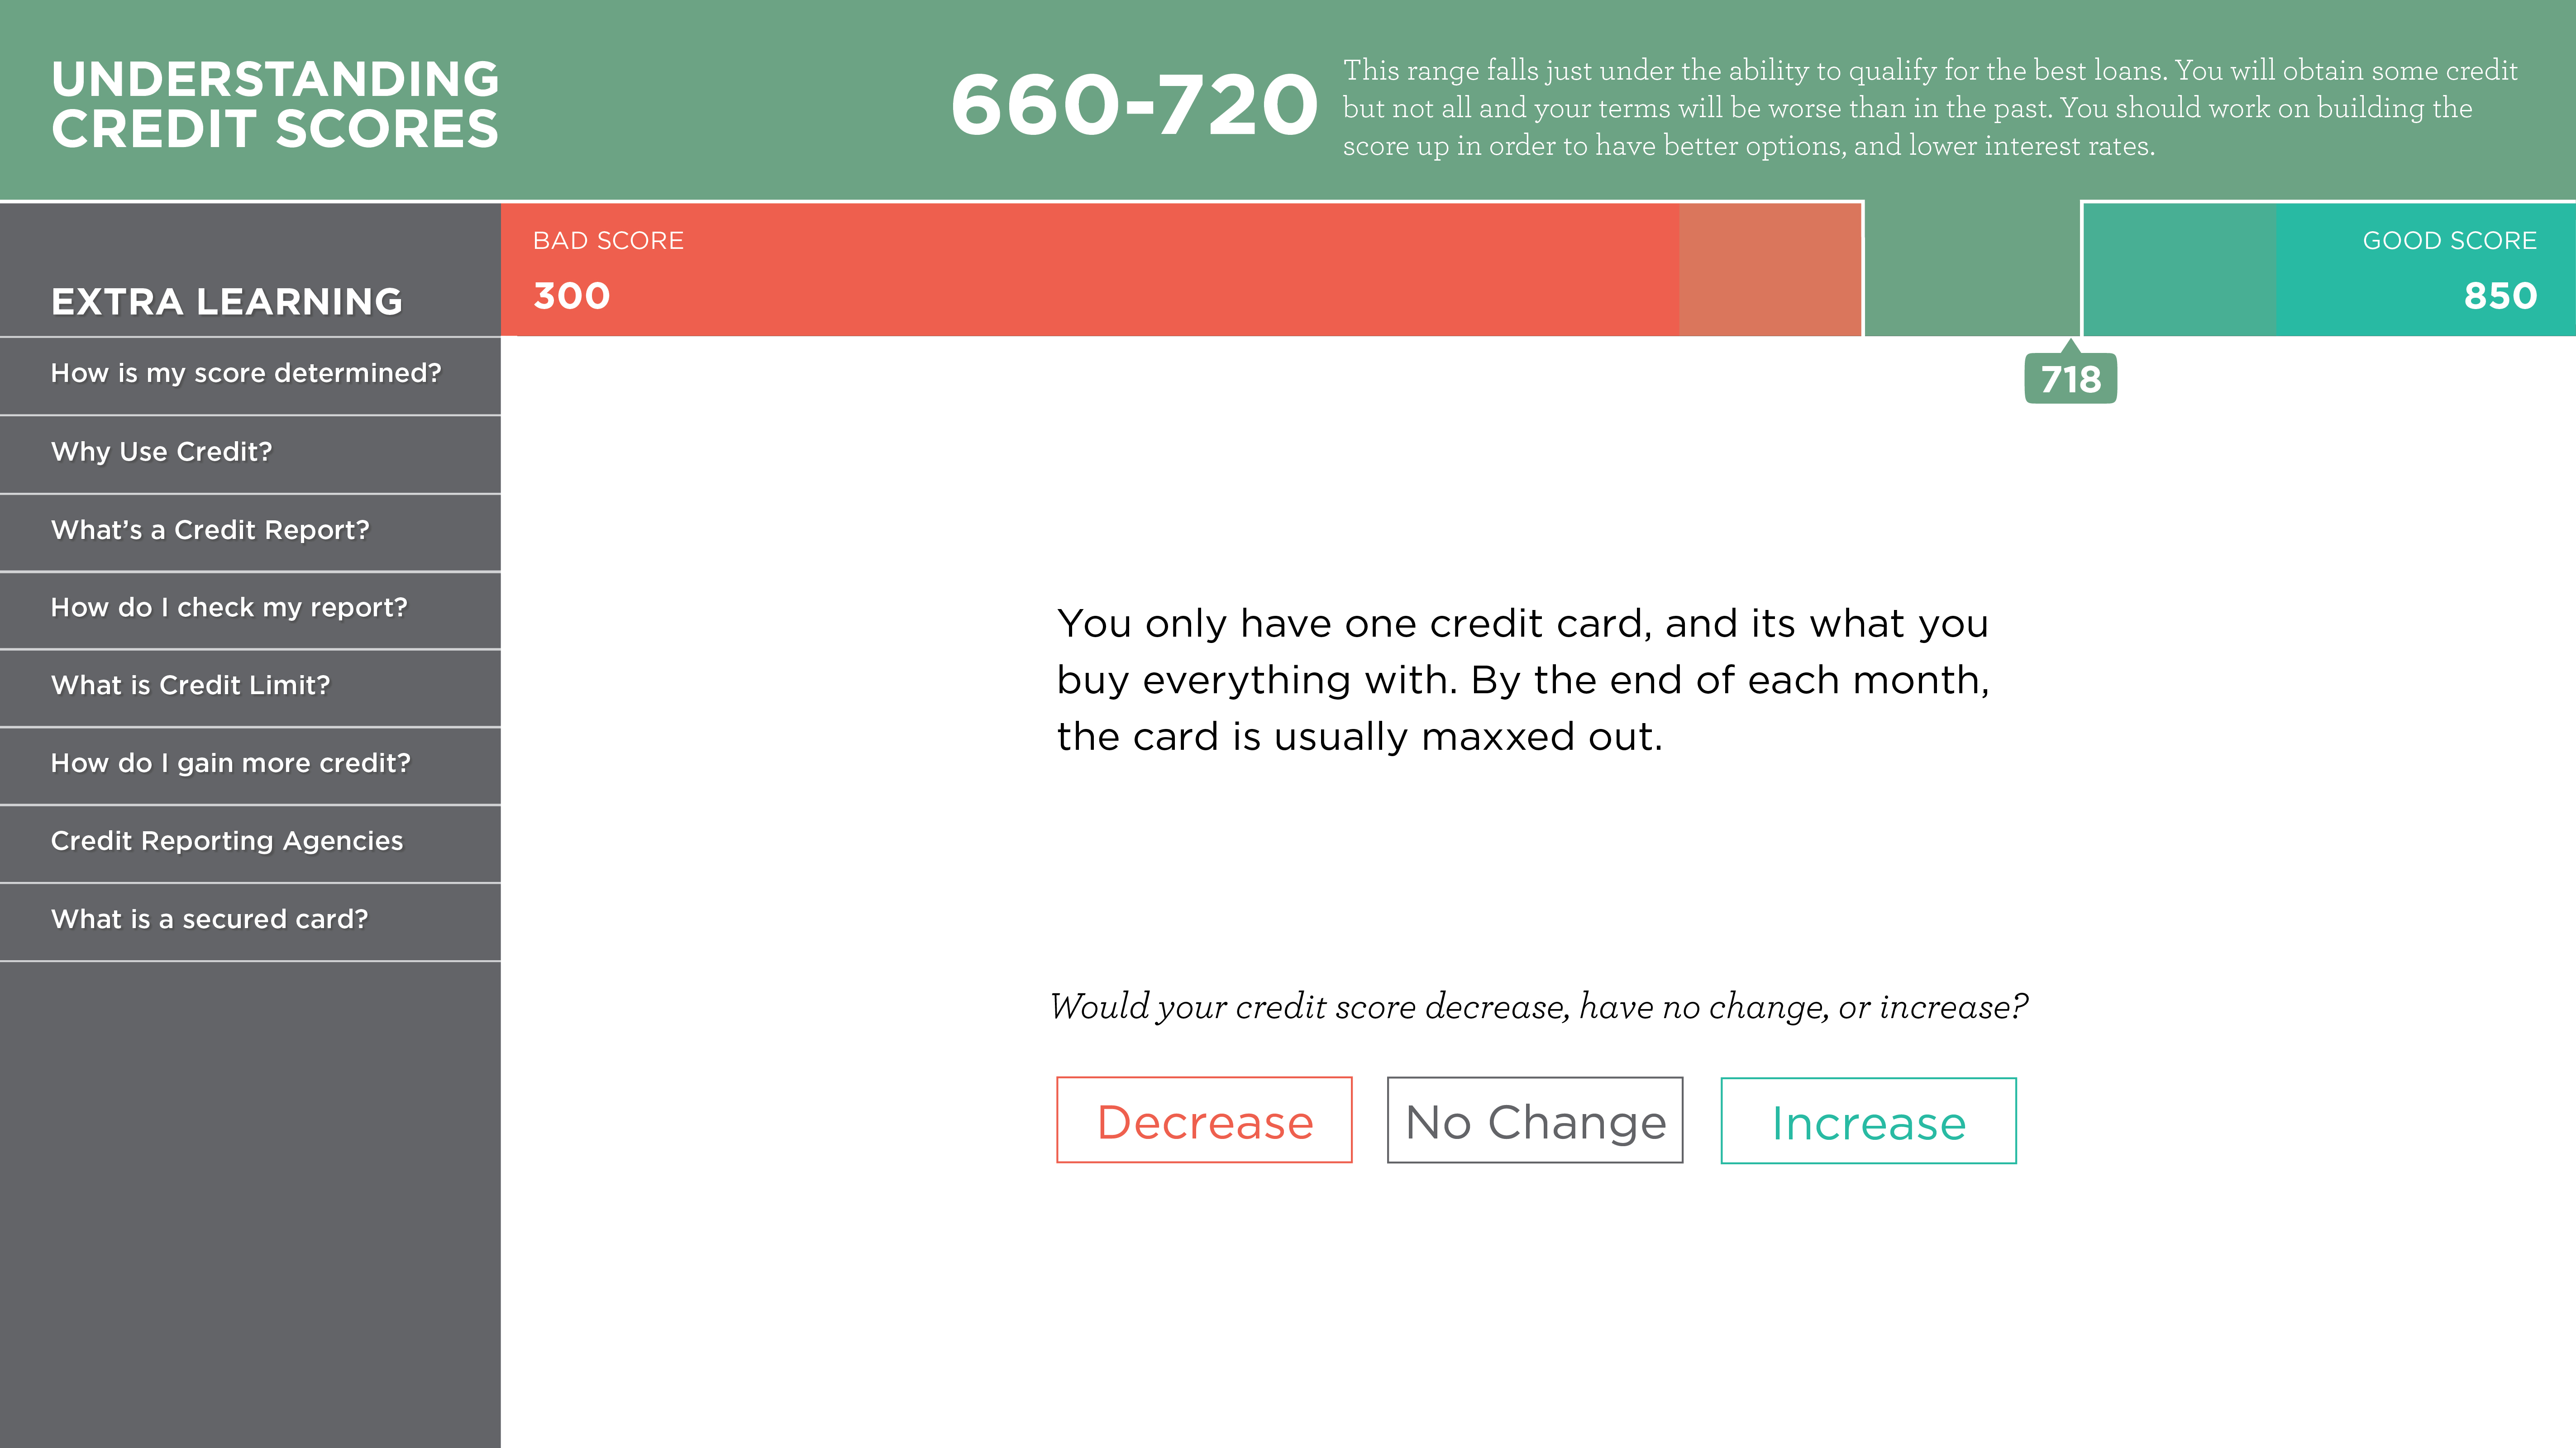 UNDERSTANDING
CREDIT SCORES
660-720
This range falls just under the ability to qualify for the best loans. You will obtain some credit
but not all and your terms will be worse than in the past. You should work on building the
score up in order to have better options, and lower interest rates.
BAD SCORE
300
GOOD SCORE
850
718
EXTRA LEARNING
How is my score determined?
Why Use Credit?
What’s a Credit Report?
How do I check my report?
What is Credit Limit?
How do I gain more credit?
Credit Reporting Agencies
What is a secured card?
You only have one credit card, and its what you
buy everything with. By the end of each month,
the card is usually maxxed out.
Would your credit score decrease, have no change, or increase?
Decrease
No Change
Increase